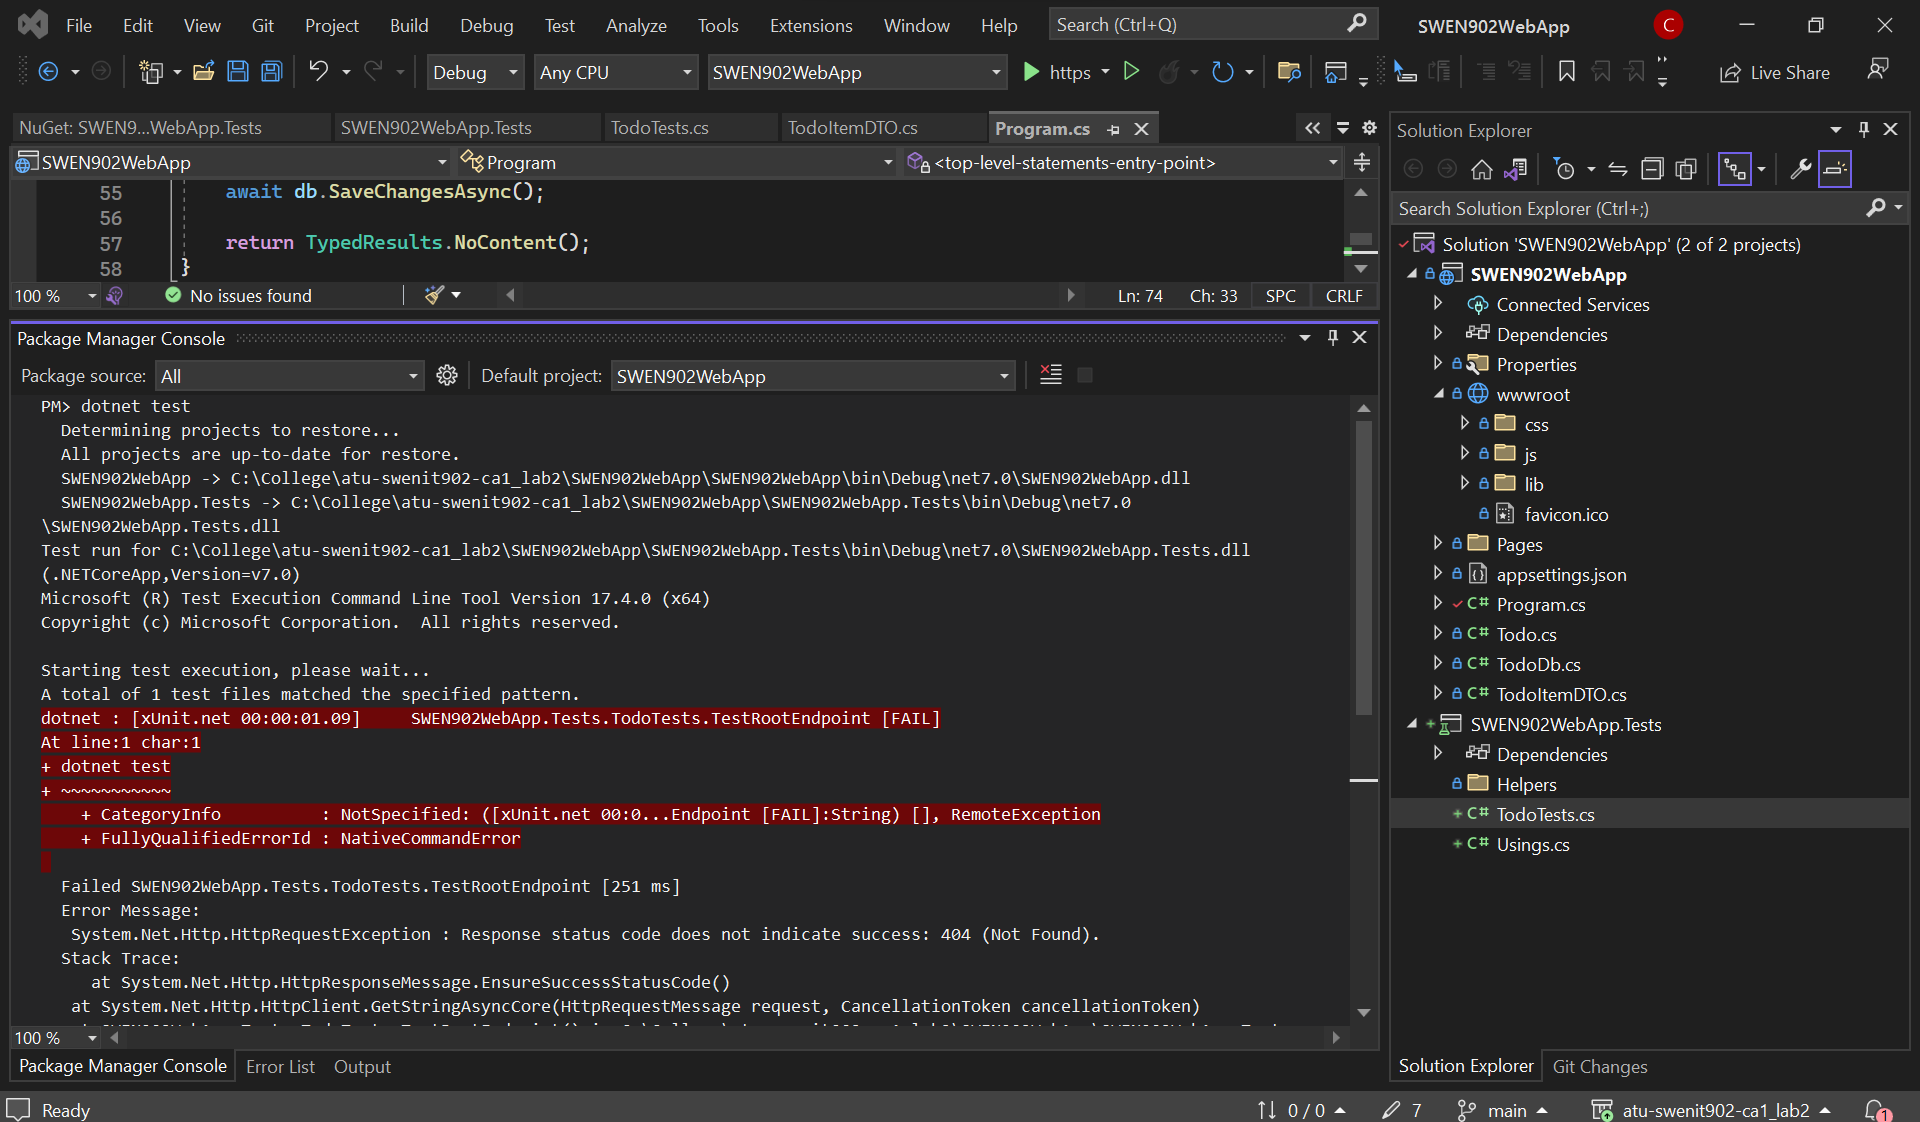 File Edit View Git Project Build Debug Test Analyze Tools Extensions Window Help Search (Ctrl+Q) SWEN902WebApp C
Debug Any CPU SWEN902WebApp https Live Share
NuGet: SWEN9...WebApp.Tests SWEN902WebApp.Tests TodoTests.cs TodoItemDTO.cs Program.cs
SWEN902WebApp Program <top-level-statements-entry-point>
55 await db.SaveChangesAsync();
56
57 return TypedResults.NoContent();
58 }
100 % No issues found Ln: 74 Ch: 33 SPC CRLF
Package Manager Console
Package source: All Default project: SWEN902WebApp
PM> dotnet test
Determining projects to restore...
All projects are up-to-date for restore.
SWEN902WebApp -> C:\College\atu-swenit902-ca1_lab2\SWEN902WebApp\SWEN902WebApp\bin\Debug\net7.0\SWEN902WebApp.dll
SWEN902WebApp.Tests -> C:\College\atu-swenit902-ca1_lab2\SWEN902WebApp\SWEN902WebApp.Tests\bin\Debug\net7.0
\SWEN902WebApp.Tests.dll
Test run for C:\College\atu-swenit902-ca1_lab2\SWEN902WebApp\SWEN902WebApp.Tests\bin\Debug\net7.0\SWEN902WebApp.Tests.dll
(.NETCoreApp,Version=v7.0)
Microsoft (R) Test Execution Command Line Tool Version 17.4.0 (x64)
Copyright (c) Microsoft Corporation.  All rights reserved.
Starting test execution, please wait...
A total of 1 test files matched the specified pattern.
dotnet : [xUnit.net 00:00:01.09]     SWEN902WebApp.Tests.TodoTests.TestRootEndpoint [FAIL]
At line:1 char:1
+ dotnet test
+ ~~~~~~~~~~~
+ CategoryInfo          : NotSpecified: ([xUnit.net 00:0...Endpoint [FAIL]:String) [], RemoteException
+ FullyQualifiedErrorId : NativeCommandError
Failed SWEN902WebApp.Tests.TodoTests.TestRootEndpoint [251 ms]
Error Message:
System.Net.Http.HttpRequestException : Response status code does not indicate success: 404 (Not Found).
Stack Trace:
at System.Net.Http.HttpResponseMessage.EnsureSuccessStatusCode()
at System.Net.Http.HttpClient.GetStringAsyncCore(HttpRequestMessage request, CancellationToken cancellationToken)
100 %
Package Manager Console Error List Output
Solution Explorer
Search Solution Explorer (Ctrl+;)
Solution 'SWEN902WebApp' (2 of 2 projects)
SWEN902WebApp
Connected Services
Dependencies
Properties
wwwroot
css
js
lib
favicon.ico
Pages
appsettings.json
C# Program.cs
C# Todo.cs
C# TodoDb.cs
C# TodoItemDTO.cs
SWEN902WebApp.Tests
Dependencies
Helpers
C# TodoTests.cs
C# Usings.cs
Solution Explorer Git Changes
Ready 0 / 0 7 main atu-swenit902-ca1_lab2 1